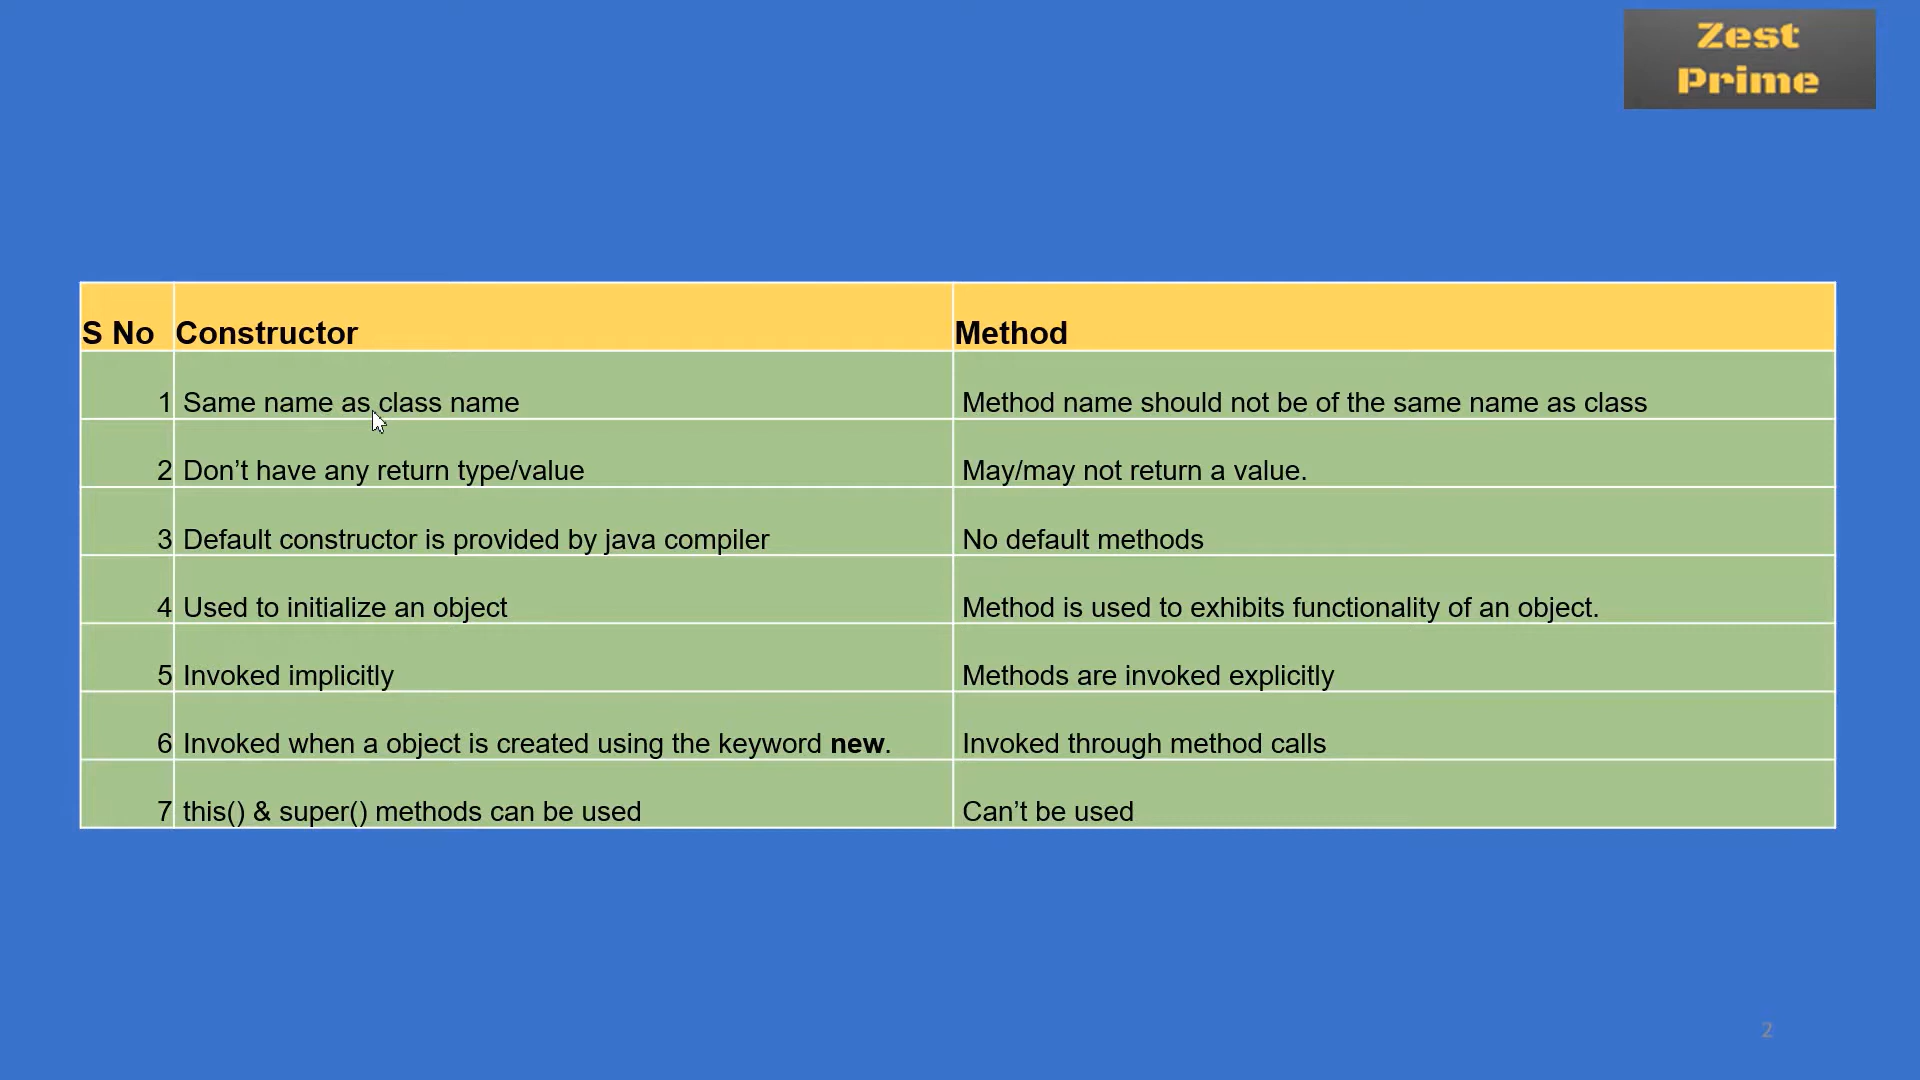 Zest
Prime
S No Constructor Method
1 Same name as class name Method name should not be of the same name as class
2 Don’t have any return type/value May/may not return a value.
3 Default constructor is provided by java compiler No default methods
4 Used to initialize an object Method is used to exhibits functionality of an object.
5 Invoked implicitly Methods are invoked explicitly
6 Invoked when a object is created using the keyword new. Invoked through method calls
7 this() & super() methods can be used Can’t be used
2